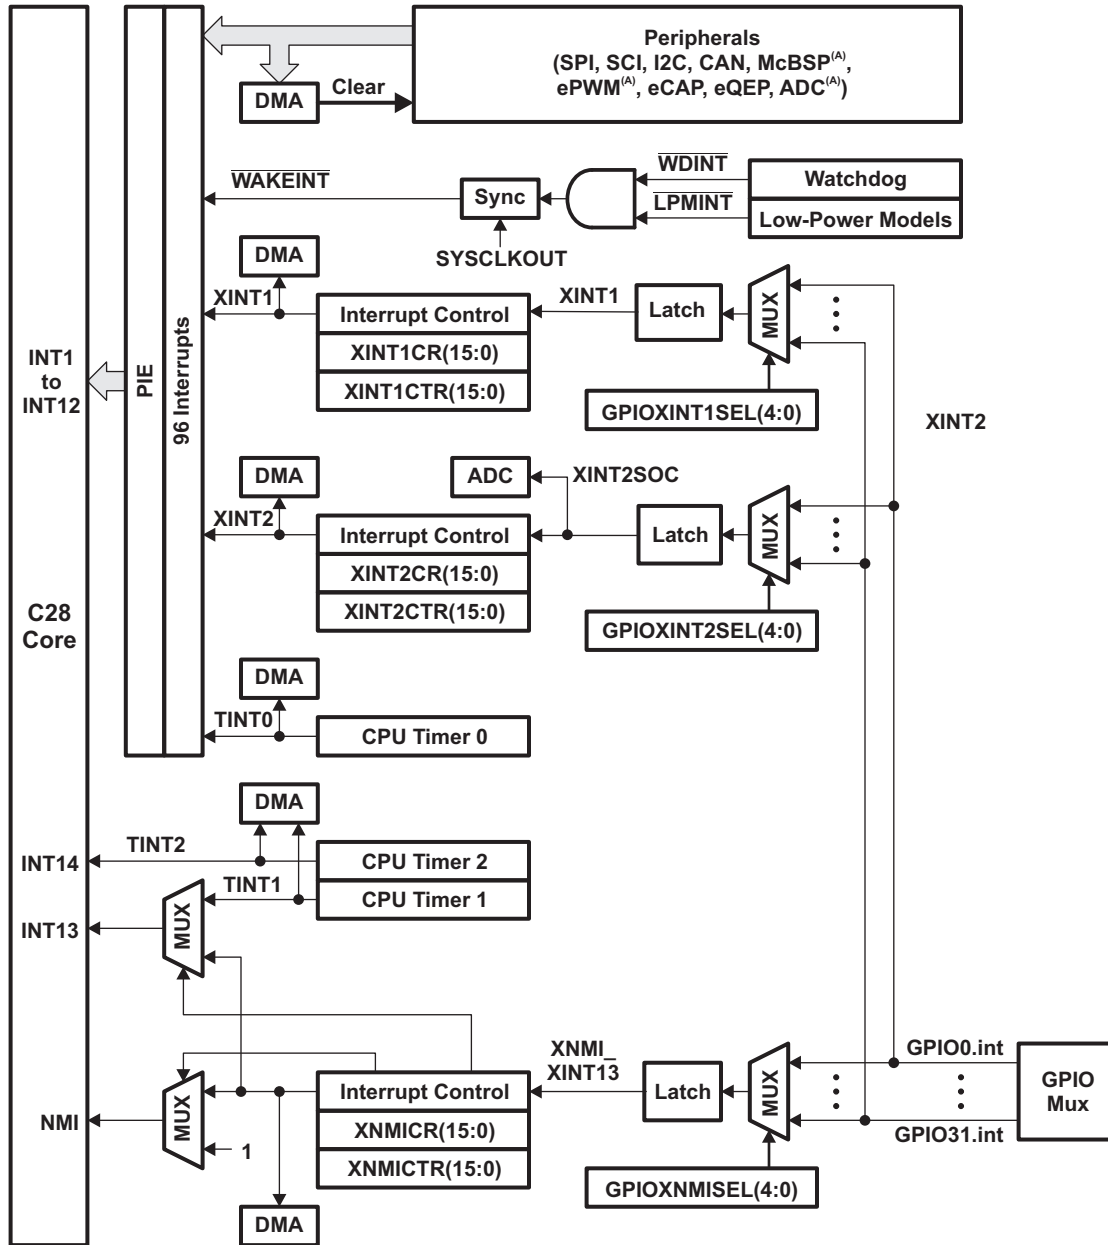 Peripherals
(SPI, SCI, I2C, CAN, McBSP(A),
ePWM(A), eCAP, eQEP, ADC(A))
DMA
Clear
WAKEINT
Sync
SYSCLKOUT
WDINT
LPMINT
Watchdog
Low-Power Models
DMA
XINT1
Interrupt Control
XINT1CR(15:0)
XINT1CTR(15:0)
XINT1
Latch
MUX
GPIOXINT1SEL(4:0)
INT1
to
INT12
PIE
96 Interrupts
XINT2
DMA
XINT2
Interrupt Control
XINT2CR(15:0)
XINT2CTR(15:0)
ADC
XINT2SOC
Latch
MUX
GPIOXINT2SEL(4:0)
C28
Core
DMA
TINT0
CPU Timer 0
DMA
INT14
TINT2
CPU Timer 2
TINT1
CPU Timer 1
INT13
MUX
NMI
MUX
1
Interrupt Control
XNMICR(15:0)
XNMICTR(15:0)
DMA
XNMI_
XINT13
Latch
MUX
GPIOXNMISEL(4:0)
GPIO0.int
GPIO31.int
GPIO
Mux